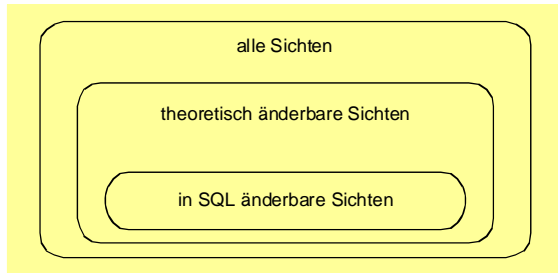 alle Sichten
theoretisch änderbare Sichten
in SQL änderbare Sichten